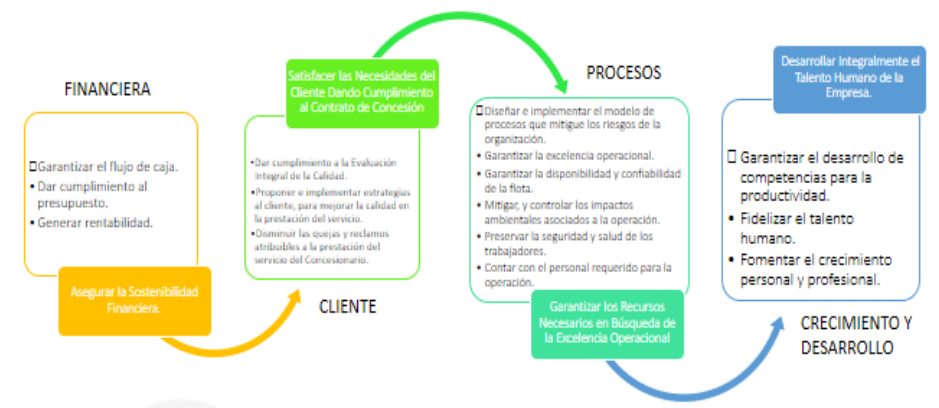 FINANCIERA
□Garantizar el flujo de caja.
• Dar cumplimiento al
presupuesto.
• Generar rentabilidad.
Asegurar la Sostenibilidad
Financiera.
Satisfacer las Necesidades del
Cliente Dando Cumplimiento
al Contrato de Concesión
•Dar cumplimiento a la Evaluación
Integral de la Calidad.
•Proponer e implementar estrategias
al cliente, para mejorar la calidad en
la prestación del servicio.
•Disminuir las quejas y reclamos
atribuibles a la prestación del
servicio del Concesionario.
CLIENTE
PROCESOS
□Diseñar e implementar el modelo de
procesos que mitigue los riesgos de la
organización.
• Garantizar la excelencia operacional.
• Garantizar la disponibilidad y confiabilidad
de la flota.
• Mitigar, y controlar los impactos
ambientales asociados a la operación.
• Preservar la seguridad y salud de los
trabajadores.
• Contar con el personal requerido para la
operación.
Garantizar los Recursos
Necesarios en Búsqueda de
la Excelencia Operacional
Desarrollar Integralmente el
Talento Humano de la
Empresa.
□ Garantizar el desarrollo de
competencias para la
productividad.
• Fidelizar el talento
humano.
• Fomentar el crecimiento
personal y profesional.
CRECIMIENTO Y
DESARROLLO